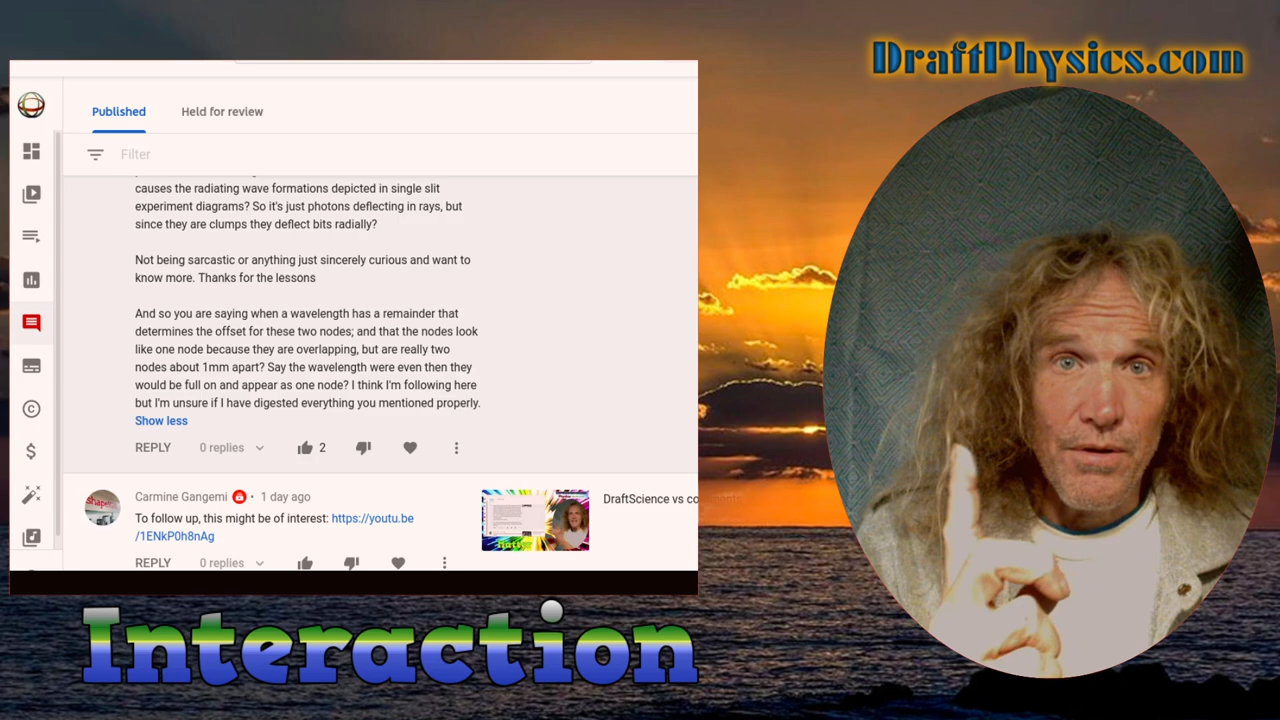 DraftPhysics.com
Published
Held for review
Filter
causes the radiating wave formations depicted in single slit
experiment diagrams? So it's just photons deflecting in rays, but
since they are clumps they deflect bits radially?
Not being sarcastic or anything just sincerely curious and want to
know more. Thanks for the lessons
And so you are saying when a wavelength has a remainder that
determines the offset for these two nodes; and that the nodes look
like one node because they are overlapping, but are really two
nodes about 1mm apart? Say the wavelength were even then they
would be full on and appear as one node? I think I'm following here
but I'm unsure if I have digested everything you mentioned properly.
Show less
REPLY 0 replies 2
Carmine Gangemi • 1 day ago
To follow up, this might be of interest: https://youtu.be
/1ENkP0h8nAg
DraftScience vs comments
REPLY 0 replies
Interaction